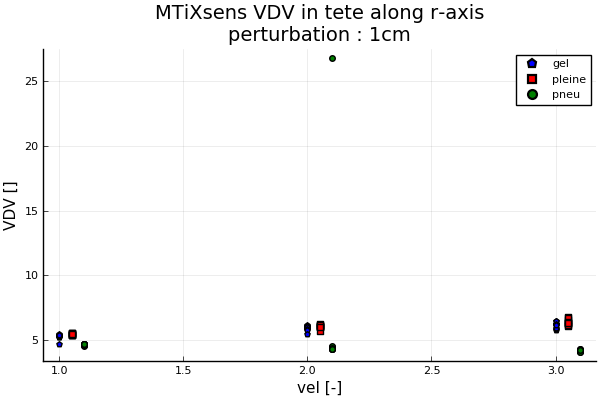 MTiXsens VDV in tete along r-axis
perturbation : 1cm
gel
pleine
pneu
VDV []
25
20
15
10
5
1.0
1.5
2.0
2.5
3.0
vel [-]